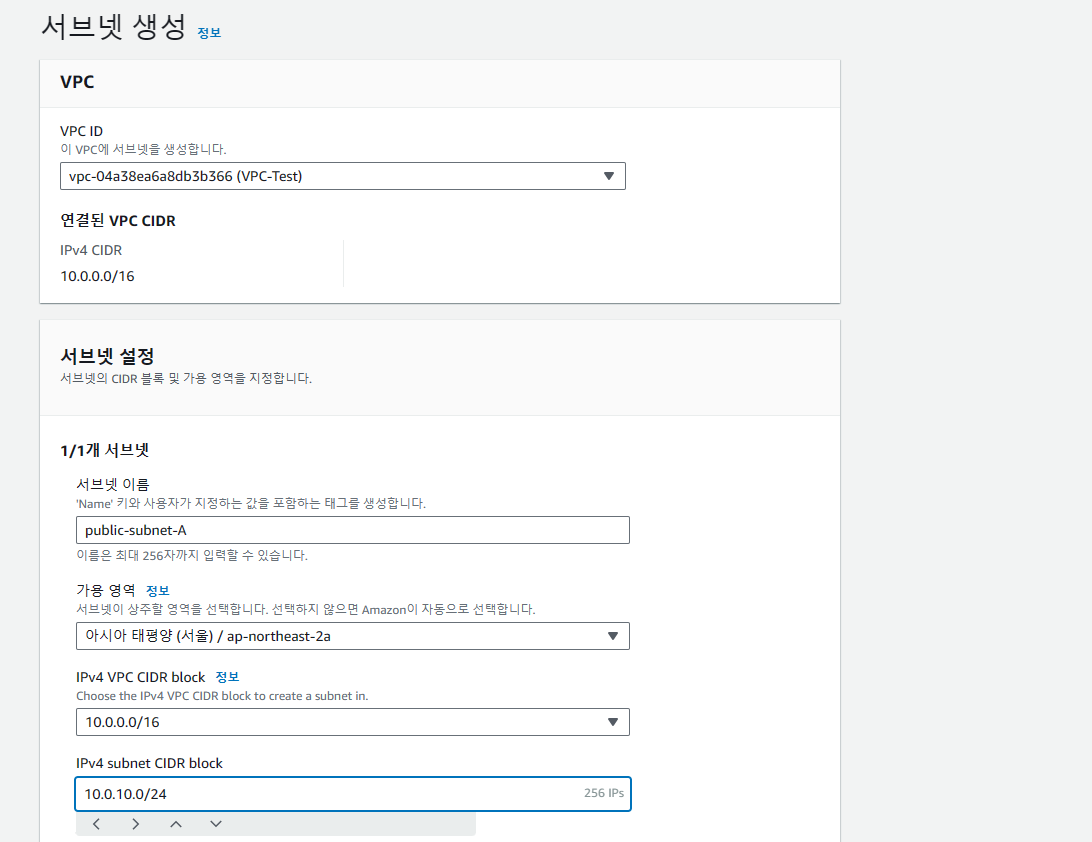 서브넷 생성 정보
VPC
VPC ID
이 VPC에 서브넷을 생성합니다.
vpc-04a38ea6a8db3b366 (VPC-Test)
연결된 VPC CIDR
IPv4 CIDR
10.0.0.0/16
서브넷 설정
서브넷의 CIDR 블록 및 가용 영역을 지정합니다.
1/1개 서브넷
서브넷 이름
'Name' 키와 사용자가 지정하는 값을 포함하는 태그를 생성합니다.
public-subnet-A
이름은 최대 256자까지 입력할 수 있습니다.
가용 영역 정보
서브넷이 상주할 영역을 선택합니다. 선택하지 않으면 Amazon이 자동으로 선택합니다.
아시아 태평양 (서울) / ap-northeast-2a
IPv4 VPC CIDR block 정보
Choose the IPv4 VPC CIDR block to create a subnet in.
10.0.0.0/16
IPv4 subnet CIDR block
10.0.10.0/24 256 IPs